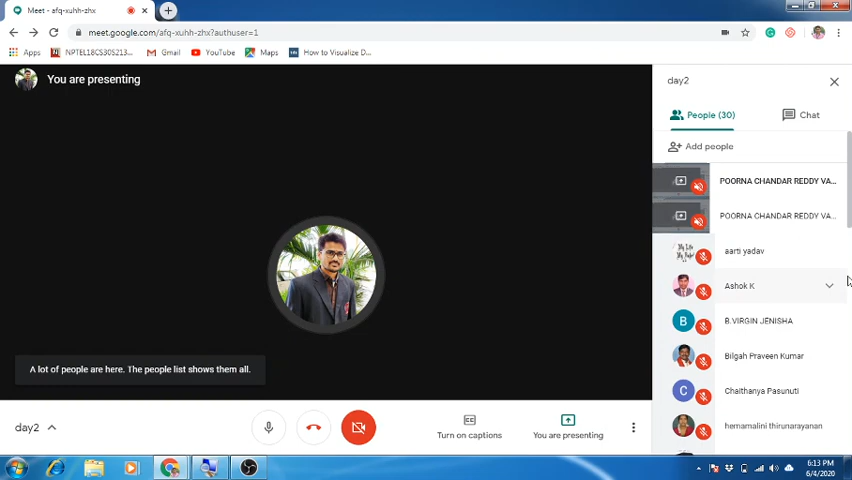 Meet - afq-xuhh-zhx
meet.google.com/afq-xuhh-zhx?authuser=1
Apps NPTEL18CS30S213... Gmail YouTube Maps How to Visualize D...
You are presenting
day2
People (30) Chat
Add people
POORNA CHANDAR REDDY VA...
POORNA CHANDAR REDDY VA...
aarti yadav
Ashok K
B B.VIRGIN JENISHA
Bilgah Praveen Kumar
C Chaithanya Pasunuti
hemamalini thirunarayanan
A lot of people are here. The people list shows them all.
day2
Turn on captions
You are presenting
6:13 PM
6/4/2020